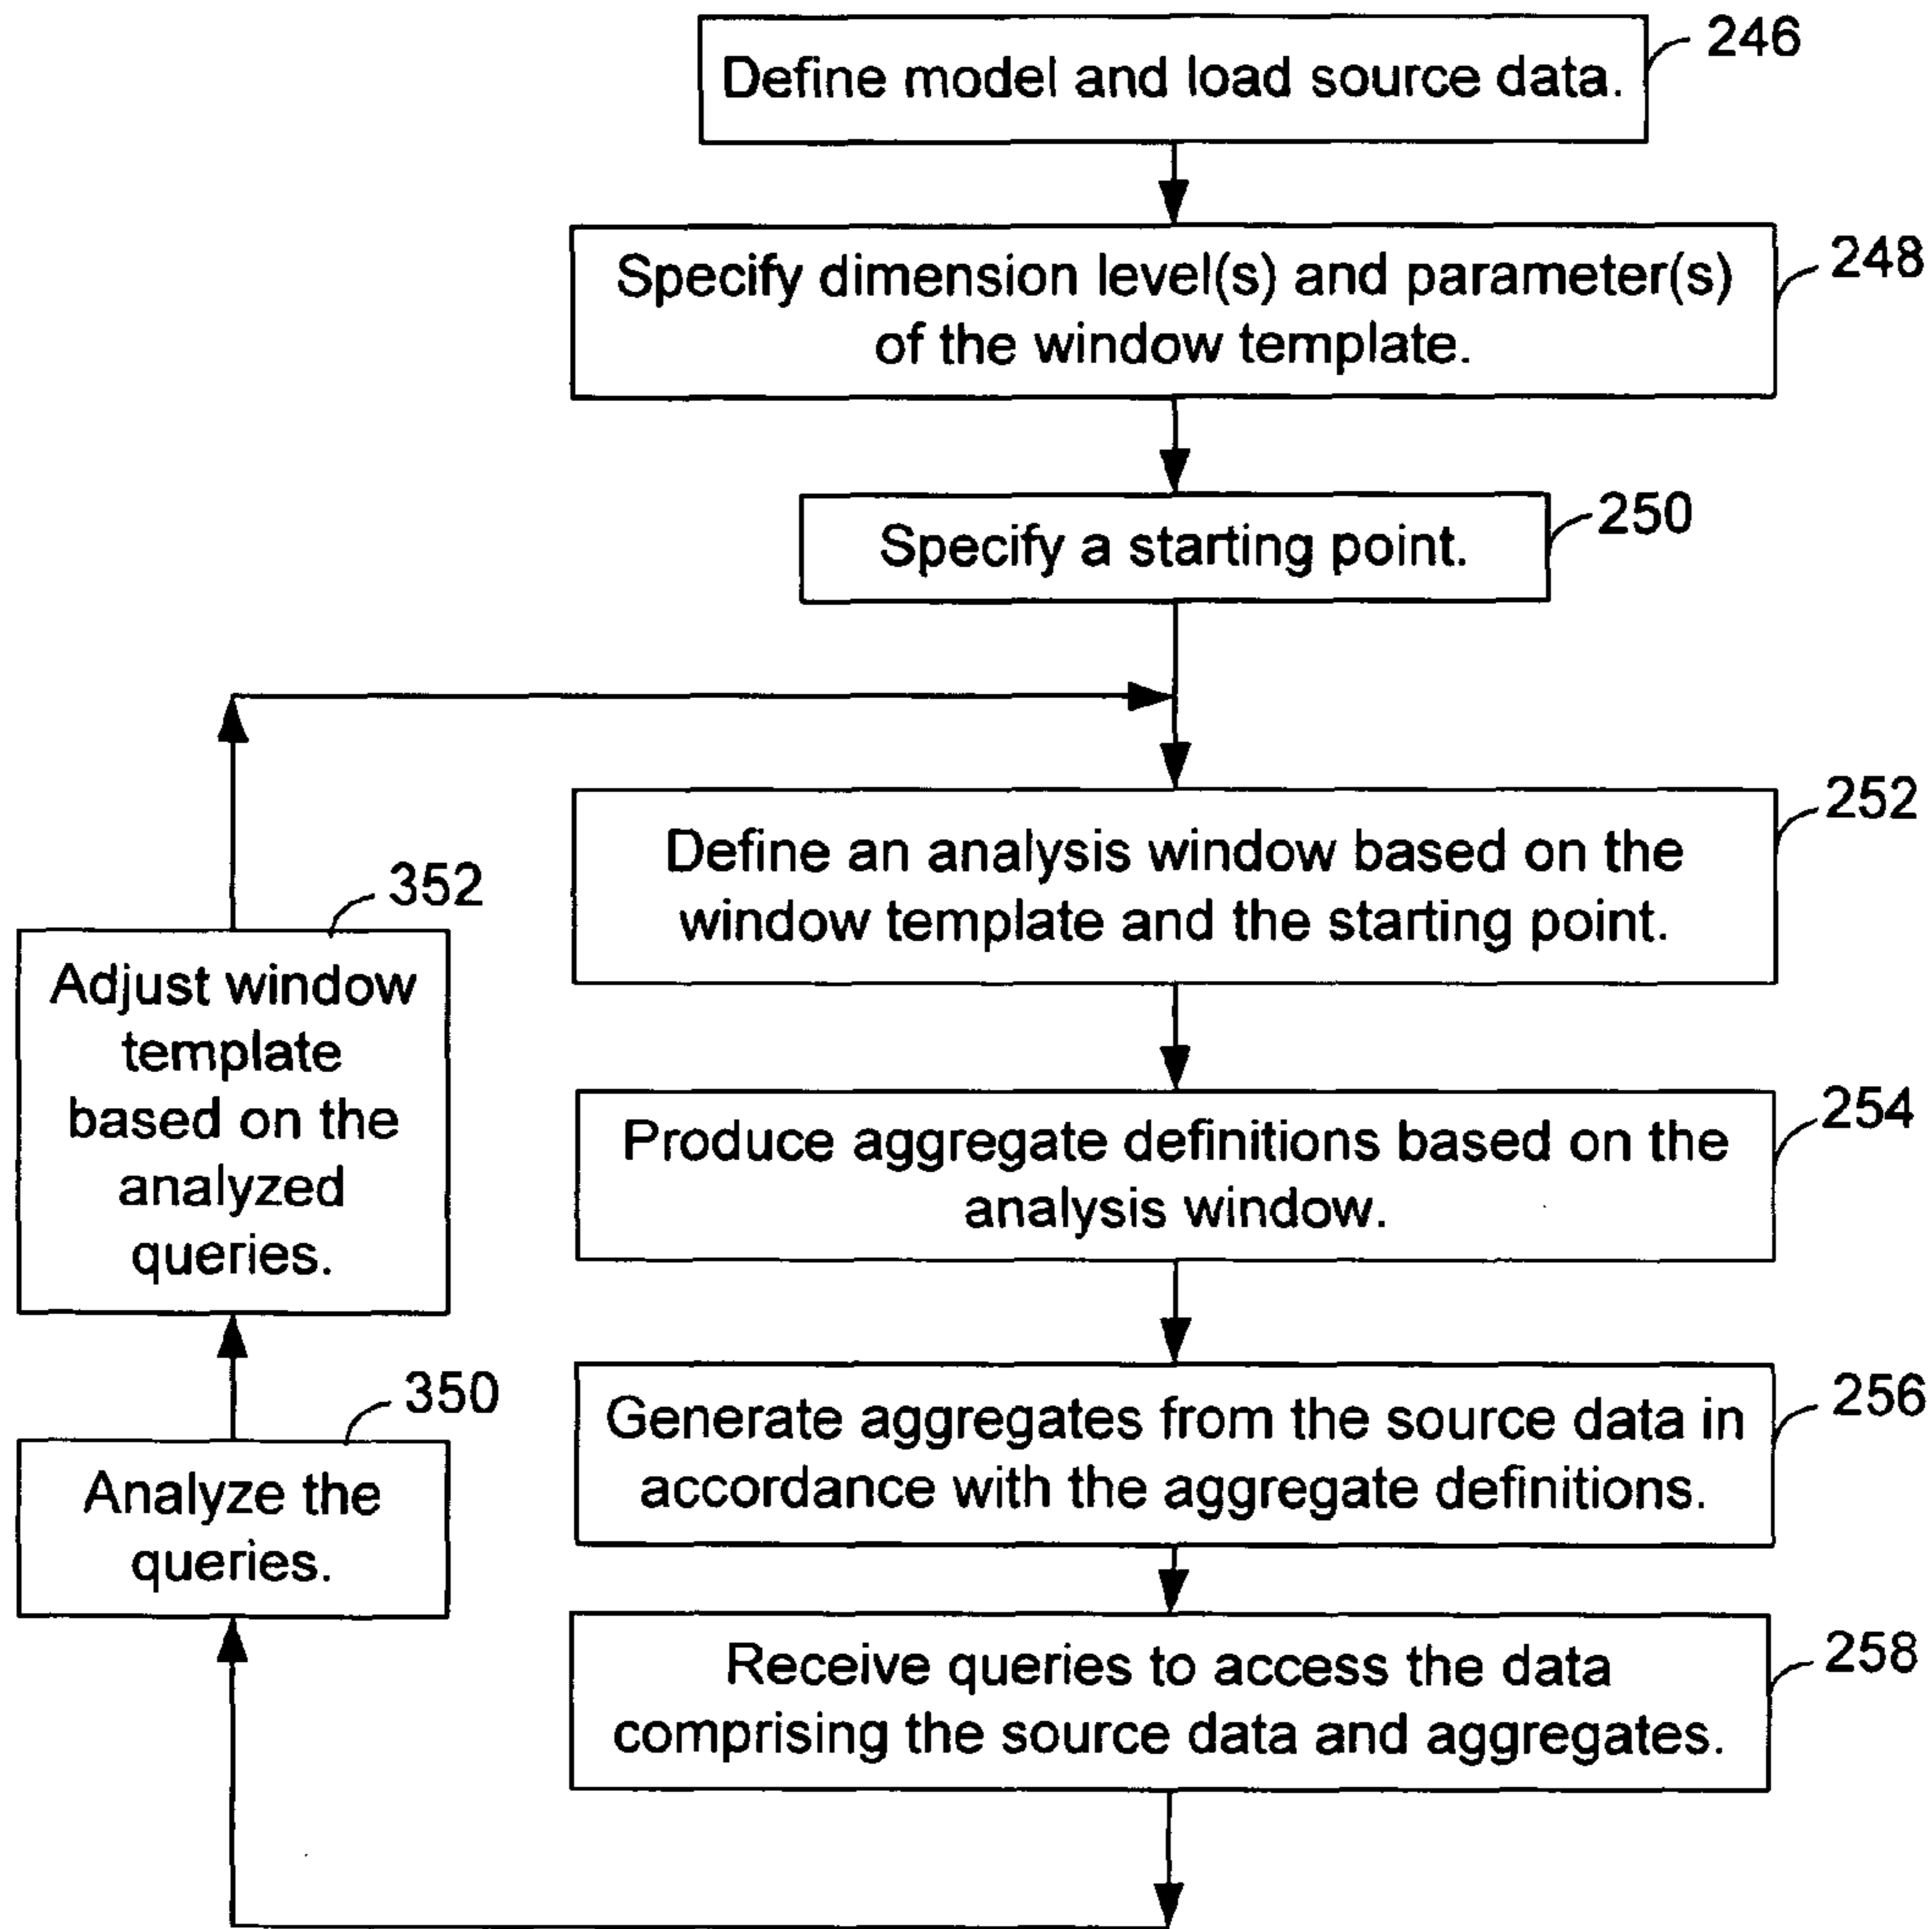 Define model and load source data.
246
Specify dimension level(s) and parameter(s)
of the window template.
248
Specify a starting point.
250
Define an analysis window based on the
window template and the starting point.
252
Produce aggregate definitions based on the
analysis window.
254
Generate aggregates from the source data in
accordance with the aggregate definitions.
256
Receive queries to access the data
comprising the source data and aggregates.
258
Analyze the
queries.
350
Adjust window
template
based on the
analyzed
queries.
352